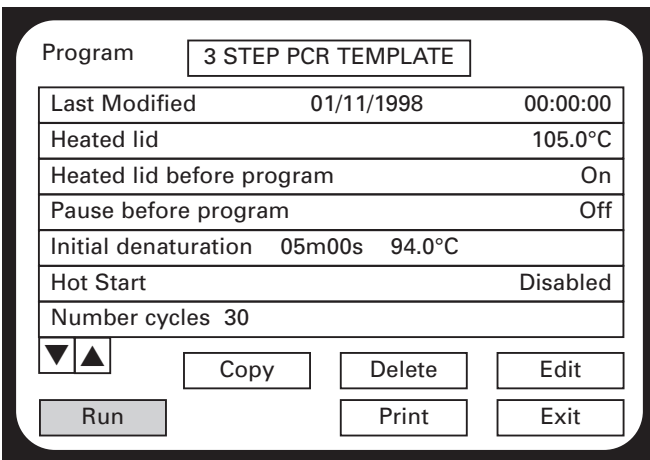 Program 3 STEP PCR TEMPLATE
Last Modified 01/11/1998 00:00:00
Heated lid 105.0°C
Heated lid before program On
Pause before program Off
Initial denaturation 05m00s 94.0°C
Hot Start Disabled
Number cycles 30
▼ ▲
Copy Delete Edit
Run Print Exit